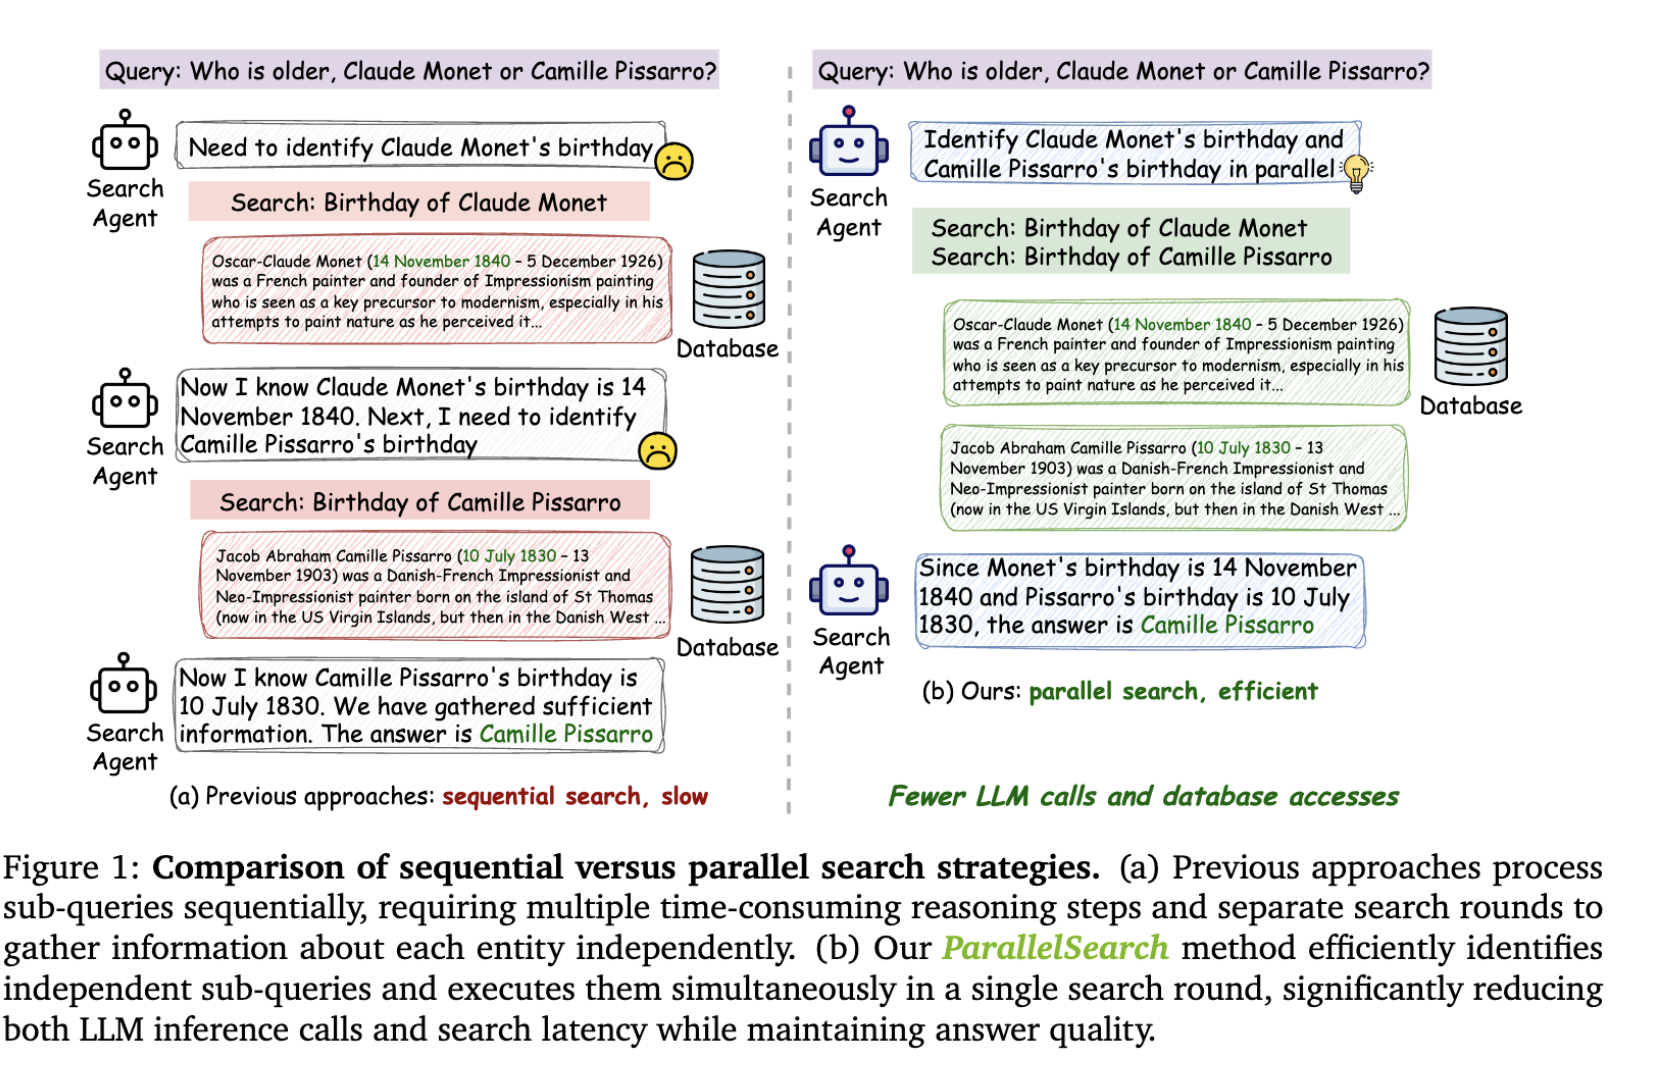 Query: Who is older, Claude Monet or Camille Pissarro?
Search
Agent
Need to identify Claude Monet's birthday
Search: Birthday of Claude Monet
Oscar-Claude Monet (14 November 1840 – 5 December 1926)
was a French painter and founder of Impressionism painting
who is seen as a key precursor to modernism, especially in his
attempts to paint nature as he perceived it...
Database
Search
Agent
Now I know Claude Monet's birthday is 14
November 1840. Next, I need to identify
Camille Pissarro's birthday
Search: Birthday of Camille Pissarro
Jacob Abraham Camille Pissarro (10 July 1830 – 13
November 1903) was a Danish-French Impressionist and
Neo-Impressionist painter born on the island of St Thomas
(now in the US Virgin Islands, but then in the Danish West ...
Database
Search
Agent
Now I know Camille Pissarro's birthday is
10 July 1830. We have gathered sufficient
information. The answer is Camille Pissarro
(a) Previous approaches: sequential search, slow
Query: Who is older, Claude Monet or Camille Pissarro?
Search
Agent
Identify Claude Monet's birthday and
Camille Pissarro's birthday in parallel
Search: Birthday of Claude Monet
Search: Birthday of Camille Pissarro
Oscar-Claude Monet (14 November 1840 – 5 December 1926)
was a French painter and founder of Impressionism painting
who is seen as a key precursor to modernism, especially in his
attempts to paint nature as he perceived it...
Database
Jacob Abraham Camille Pissarro (10 July 1830 – 13
November 1903) was a Danish-French Impressionist and
Neo-Impressionist painter born on the island of St Thomas
(now in the US Virgin Islands, but then in the Danish West ...
Search
Agent
Since Monet's birthday is 14 November
1840 and Pissarro's birthday is 10 July
1830, the answer is Camille Pissarro
(b) Ours: parallel search, efficient
Fewer LLM calls and database accesses
Figure 1: Comparison of sequential versus parallel search strategies. (a) Previous approaches process
sub-queries sequentially, requiring multiple time-consuming reasoning steps and separate search rounds to
gather information about each entity independently. (b) Our ParallelSearch method efficiently identifies
independent sub-queries and executes them simultaneously in a single search round, significantly reducing
both LLM inference calls and search latency while maintaining answer quality.